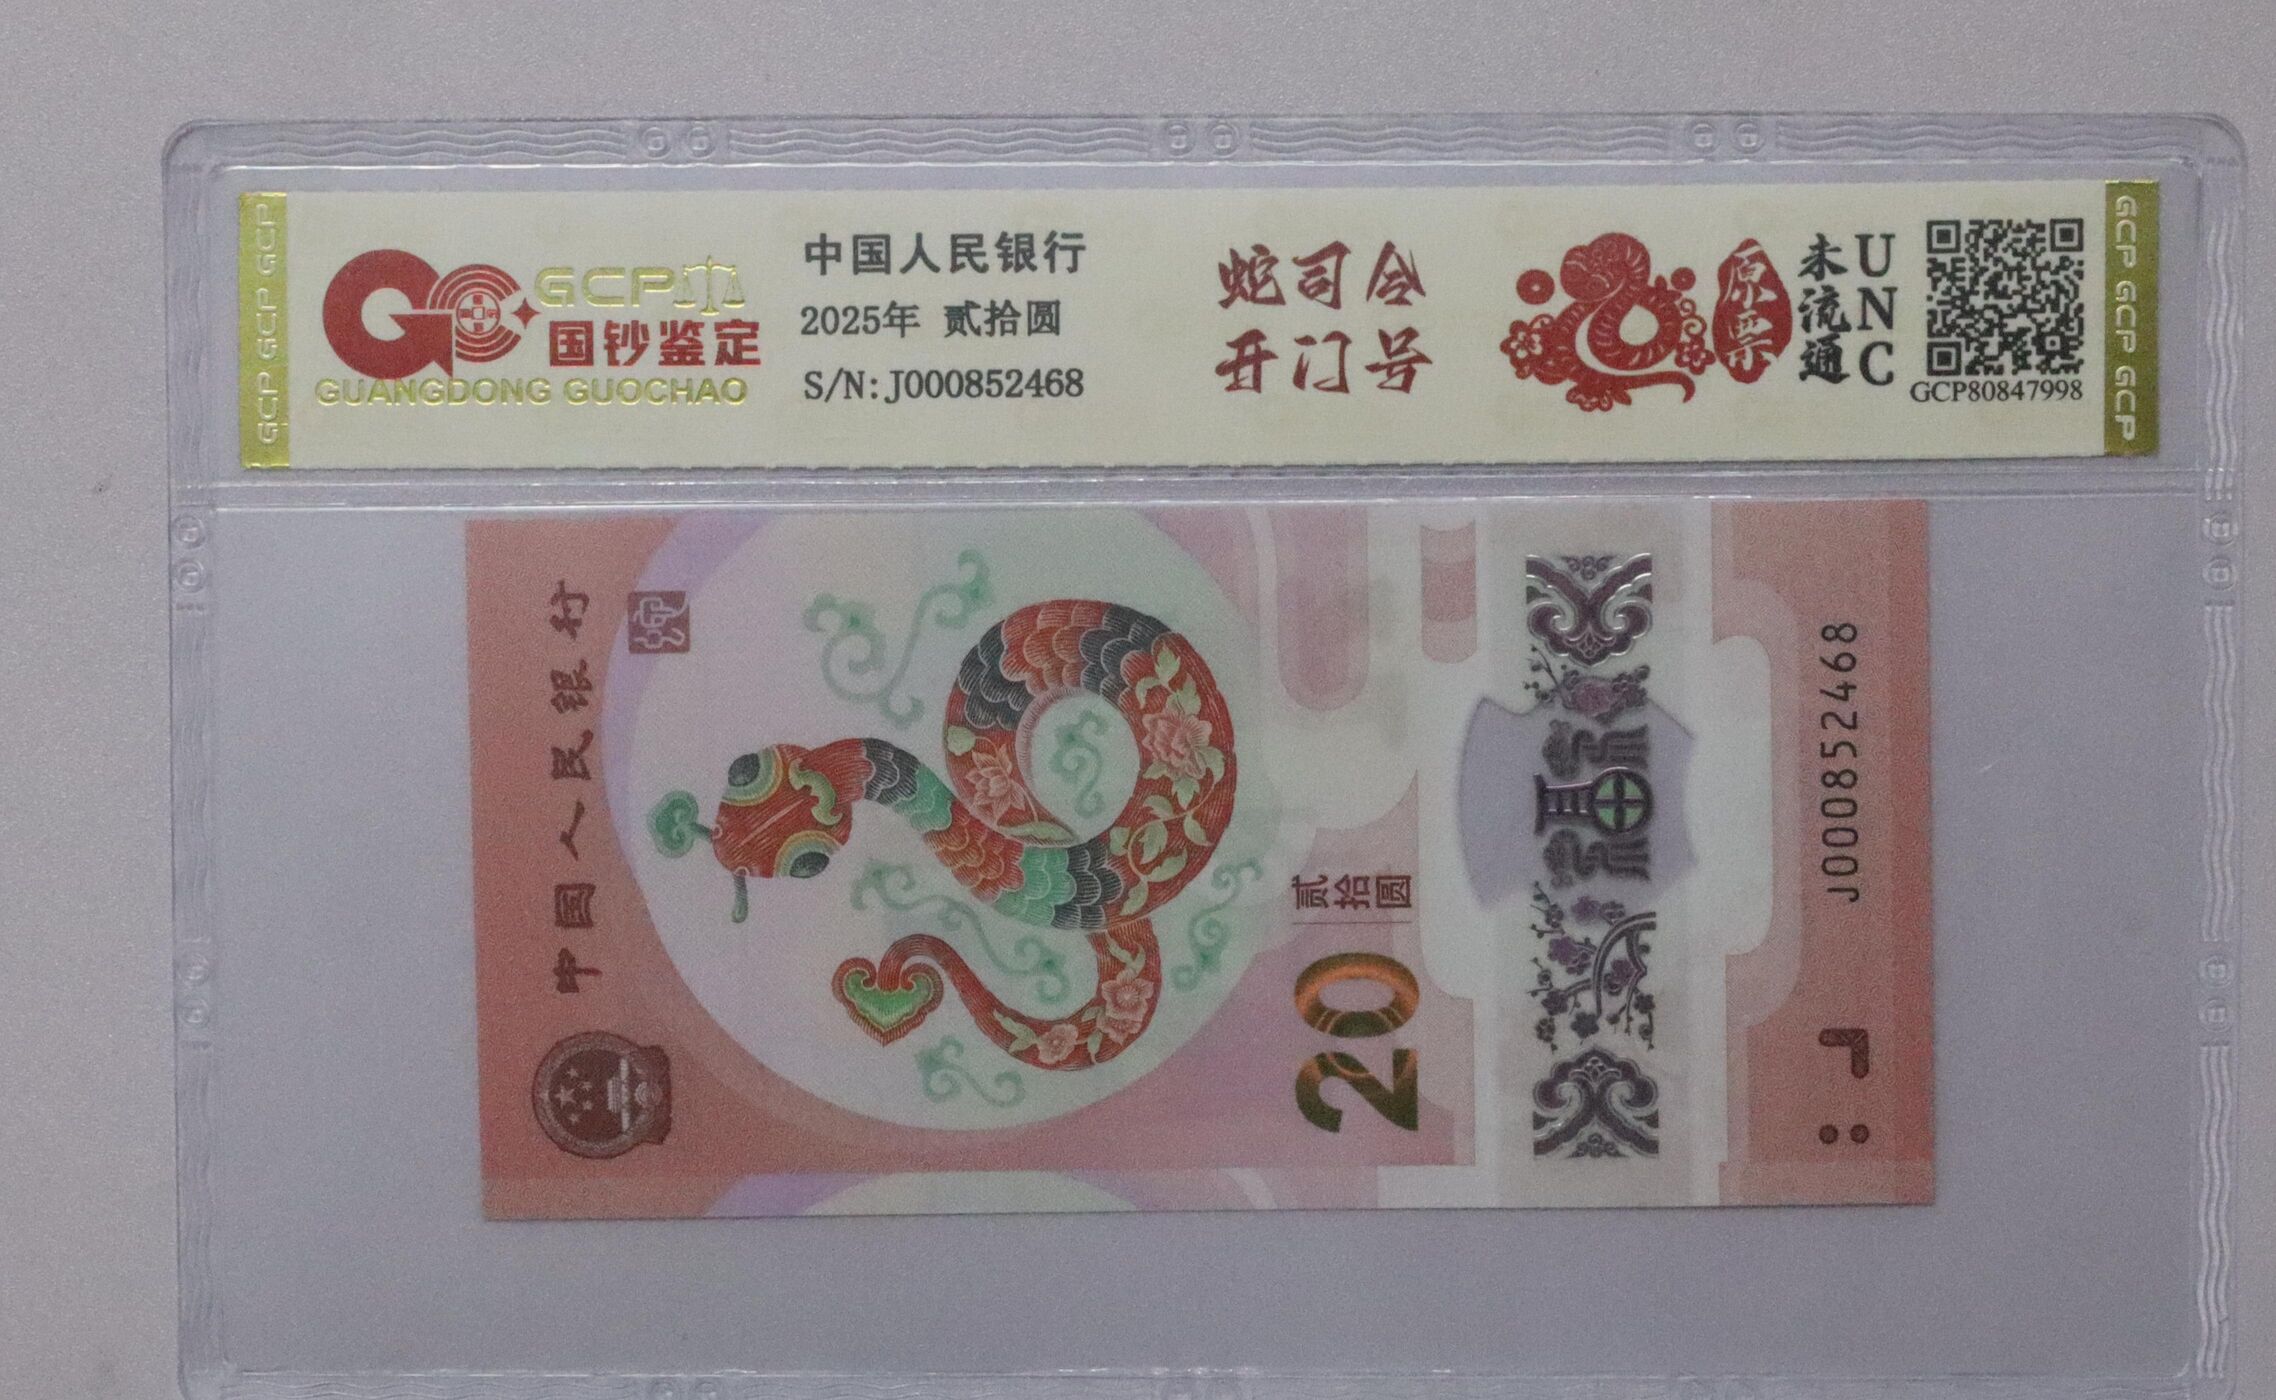 GCP GCP GCP
GCP
国钞鉴定
GUANGDONG GUOCHAO
中国人民银行
2025年 贰拾圆
S/N: J000852468
蛇司令
开门号
原票
未流通
UNC
GCP80847998
GCP GCP GCP
中国人民银行
蛇
贰拾圆
20
福
J000852468